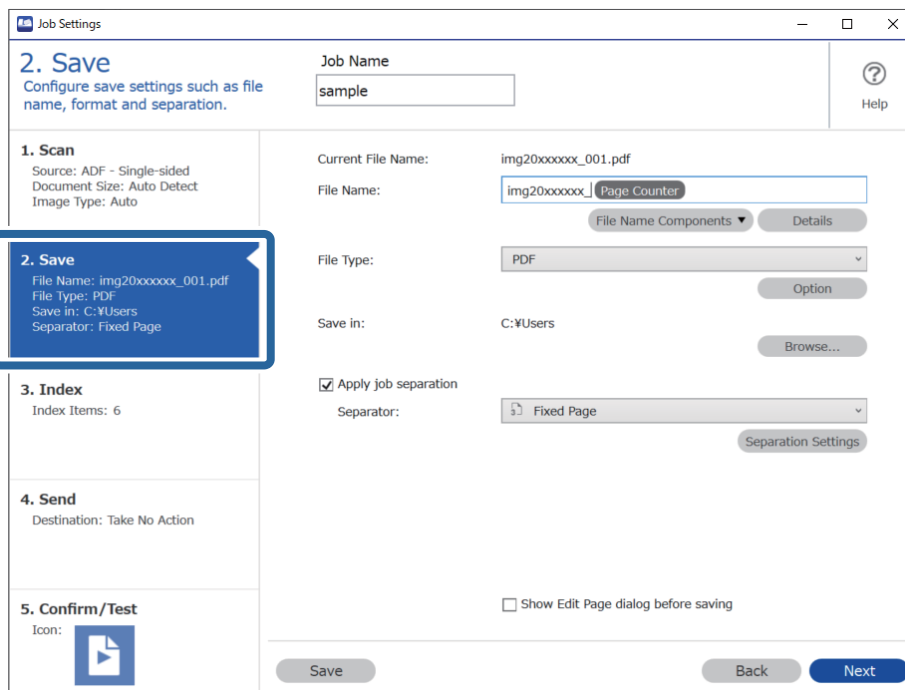 Job Settings
2. Save
Configure save settings such as file
name, format and separation.
Job Name
sample
Help
1. Scan
Source: ADF - Single-sided
Document Size: Auto Detect
Image Type: Auto
2. Save
File Name: img20xxxxxx_001.pdf
File Type: PDF
Save in: C:¥Users
Separator: Fixed Page
3. Index
Index Items: 6
4. Send
Destination: Take No Action
5. Confirm/Test
Icon:
Current File Name: img20xxxxxx_001.pdf
File Name: img20xxxxxx_ Page Counter
File Name Components ▼ Details
File Type: PDF
Option
Save in: C:¥Users
Browse...
Apply job separation
Separator: Fixed Page
Separation Settings
Show Edit Page dialog before saving
Save Back Next